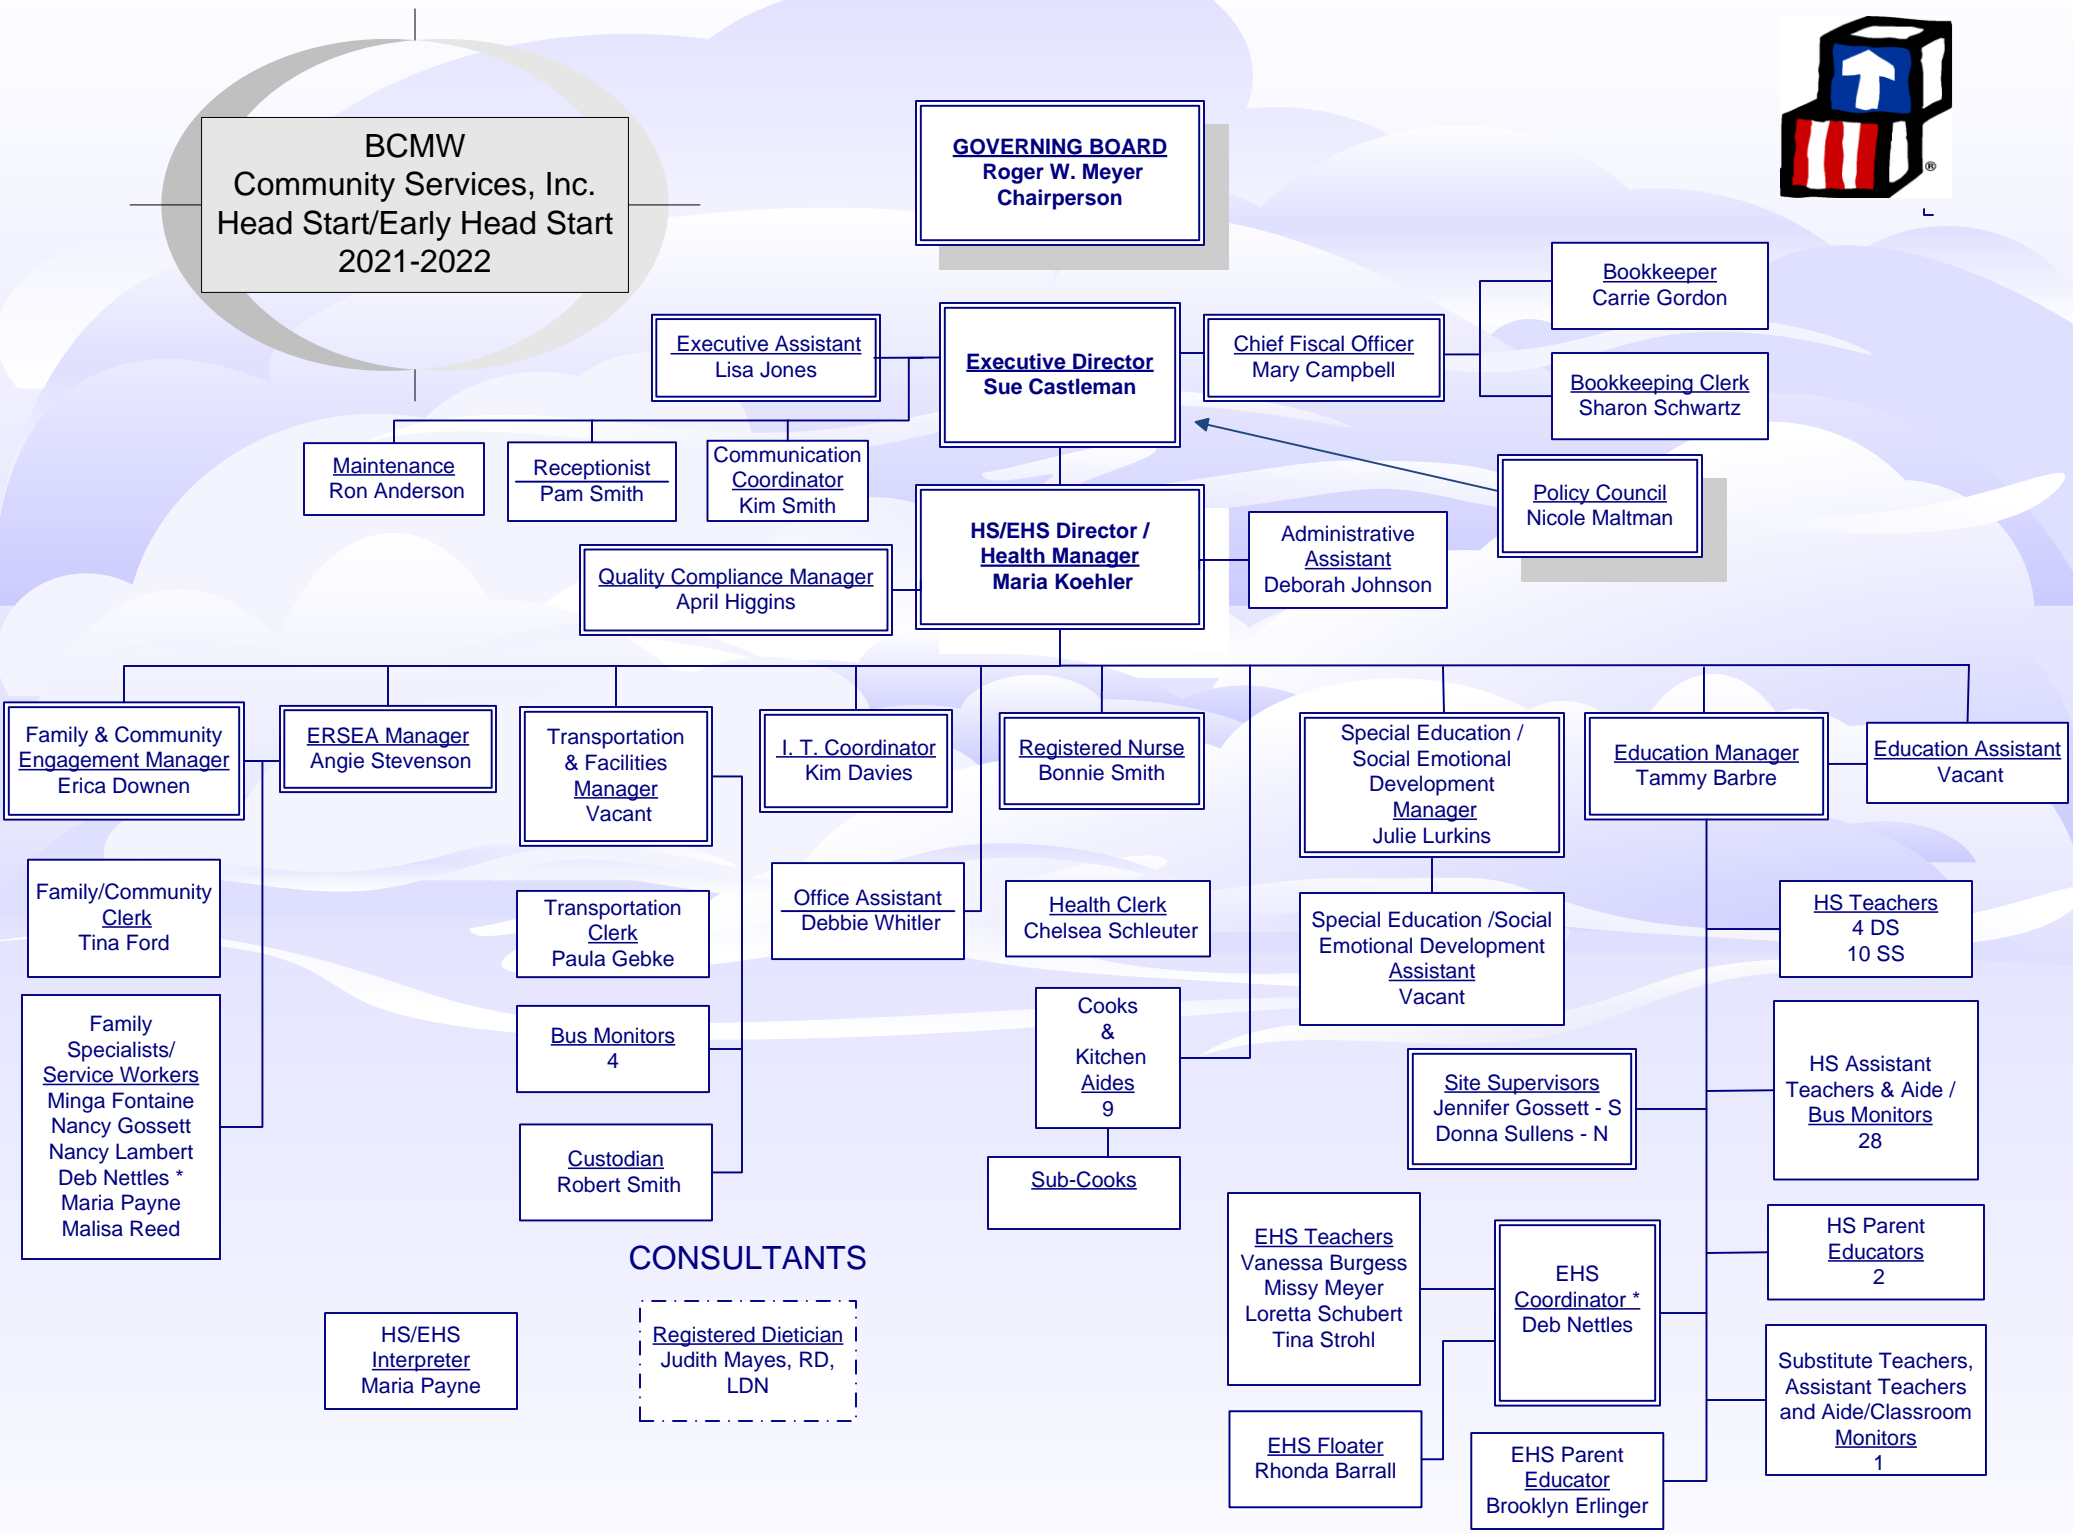 BCMW
Community Services, Inc.
Head Start/Early Head Start
2021-2022
GOVERNING BOARD
Roger W. Meyer
Chairperson
®
Executive Assistant
Lisa Jones
Executive Director
Sue Castleman
Chief Fiscal Officer
Mary Campbell
Bookkeeper
Carrie Gordon
Bookkeeping Clerk
Sharon Schwartz
Maintenance
Ron Anderson
Receptionist
Pam Smith
Communication
Coordinator
Kim Smith
Policy Council
Nicole Maltman
HS/EHS Director /
Health Manager
Maria Koehler
Administrative
Assistant
Deborah Johnson
Quality Compliance Manager
April Higgins
Family & Community
Engagement Manager
Erica Downen
ERSEA Manager
Angie Stevenson
Transportation
& Facilities
Manager
Vacant
I. T. Coordinator
Kim Davies
Registered Nurse
Bonnie Smith
Special Education /
Social Emotional
Development
Manager
Julie Lurkins
Education Manager
Tammy Barbre
Education Assistant
Vacant
Family/Community
Clerk
Tina Ford
Transportation
Clerk
Paula Gebke
Office Assistant
Debbie Whitler
Health Clerk
Chelsea Schleuter
Special Education /Social
Emotional Development
Assistant
Vacant
HS Teachers
4 DS
10 SS
Family
Specialists/
Service Workers
Minga Fontaine
Nancy Gossett
Nancy Lambert
Deb Nettles *
Maria Payne
Malisa Reed
Bus Monitors
4
Cooks
&
Kitchen
Aides
9
Site Supervisors
Jennifer Gossett - S
Donna Sullens - N
HS Assistant
Teachers & Aide /
Bus Monitors
28
Custodian
Robert Smith
Sub-Cooks
EHS Teachers
Vanessa Burgess
Missy Meyer
Loretta Schubert
Tina Strohl
EHS
Coordinator *
Deb Nettles
HS Parent
Educators
2
CONSULTANTS
HS/EHS
Interpreter
Maria Payne
Registered Dietician
Judith Mayes, RD,
LDN
Substitute Teachers,
Assistant Teachers
and Aide/Classroom
Monitors
1
EHS Floater
Rhonda Barrall
EHS Parent
Educator
Brooklyn Erlinger